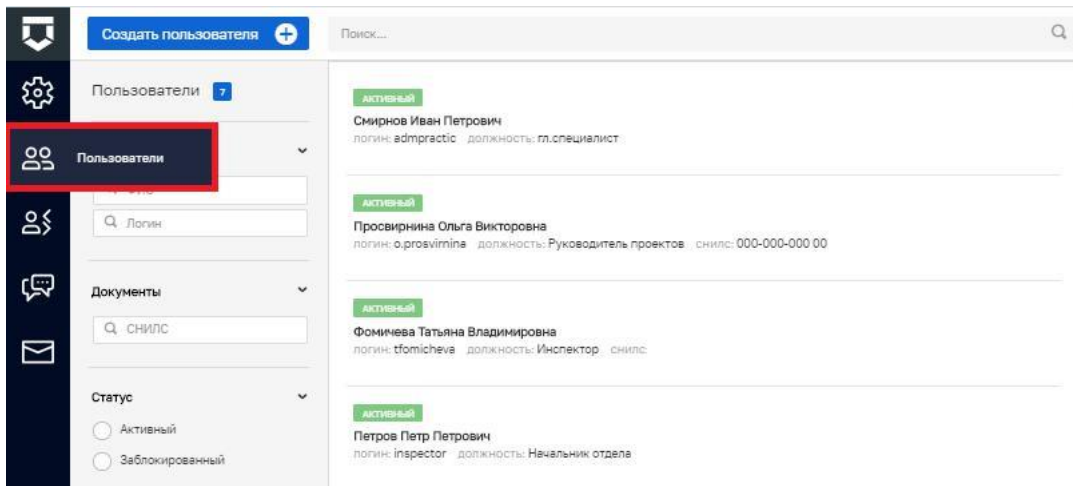 Создать пользователя
Поиск...
Пользователи 7
Пользователи
Логин
Документы
СНИЛС
Статус
Активный
Заблокированный
АКТИВНЫЙ
Смирнов Иван Петрович
логин: admpractic должность: гл.специалист
АКТИВНЫЙ
Просвирнина Ольга Викторовна
логин: o.prosvirnina должность: Руководитель проектов снилс: 000-000-000 00
АКТИВНЫЙ
Фомичева Татьяна Владимировна
логин: tfomicheva должность: Инспектор снилс:
АКТИВНЫЙ
Петров Петр Петрович
логин: inspector должность: Начальник отдела